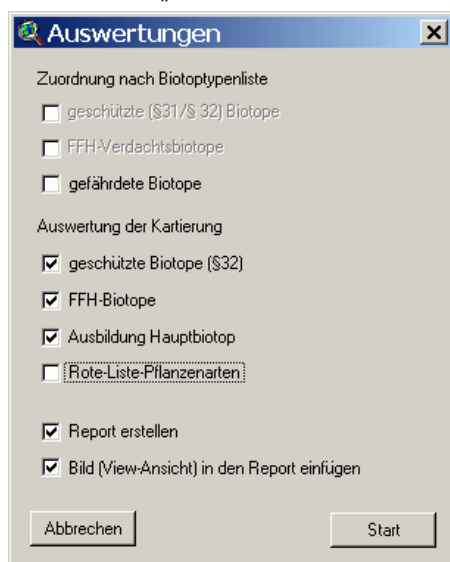 „
Auswertungen
Zuordnung nach Biotoptypenliste
geschützte (§31/§ 32) Biotope
FFH-Verdachtsbiotope
gefährdete Biotope
Auswertung der Kartierung
geschützte Biotope (§32)
FFH-Biotope
Ausbildung Hauptbiotop
Rote-Liste-Pflanzenarten
Report erstellen
Bild (View-Ansicht) in den Report einfügen
Abbrechen
Start